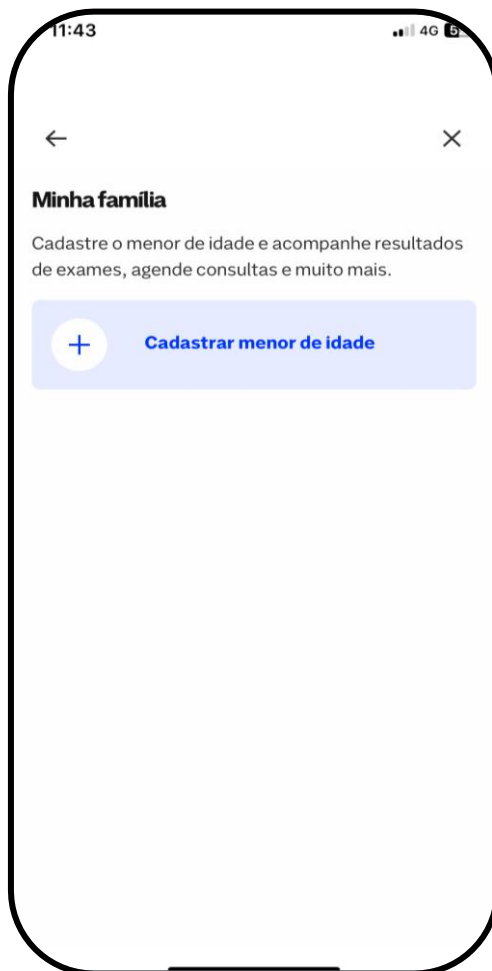 11:43
4G 5
Minha família
Cadastre o menor de idade e acompanhe resultados
de exames, agende consultas e muito mais.
Cadastrar menor de idade